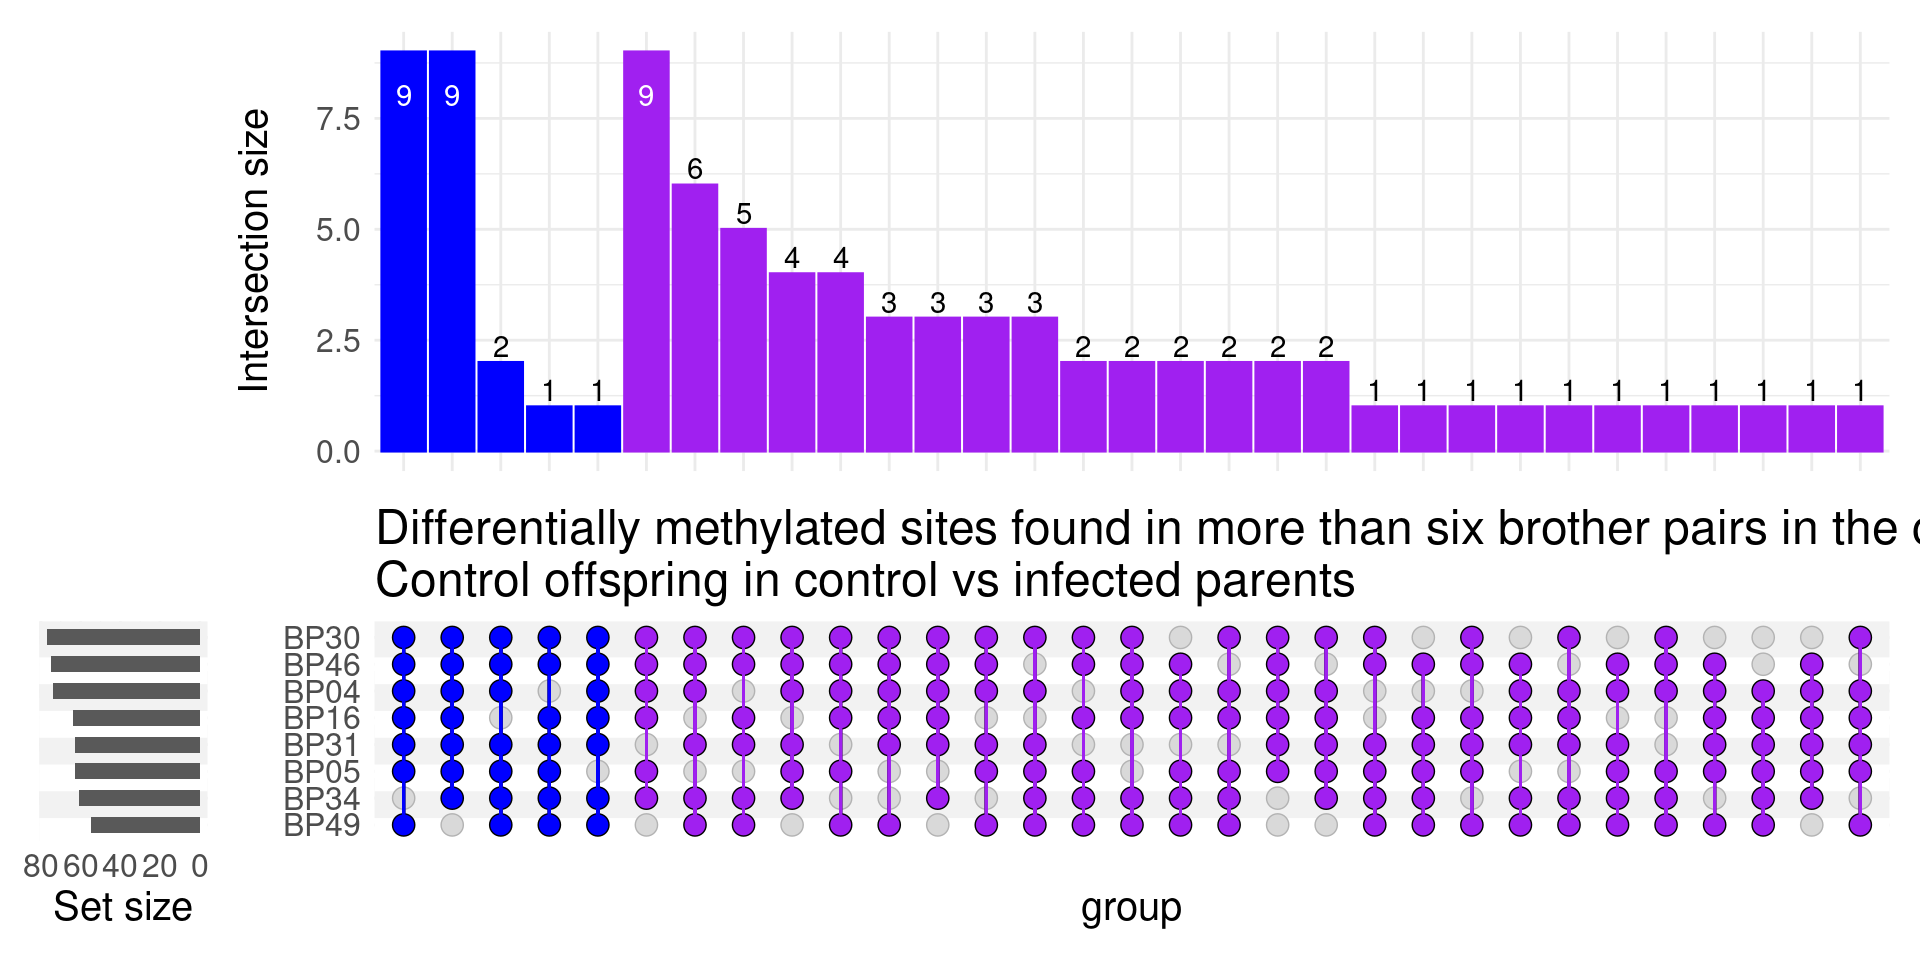 9 9 2 1 1 9 6 5 4 4 3 3 3 3 2 2 2 2 2 2 1 1 1 1 1 1 1 1 1 1 1
Intersection size
7.5
5.0
2.5
0.0
Differentially methylated sites found in more than six brother pairs in the
Control offspring in control vs infected parents
BP30
BP46
BP04
BP16
BP31
BP05
BP34
BP49
80 60 40 20 0
Set size
group